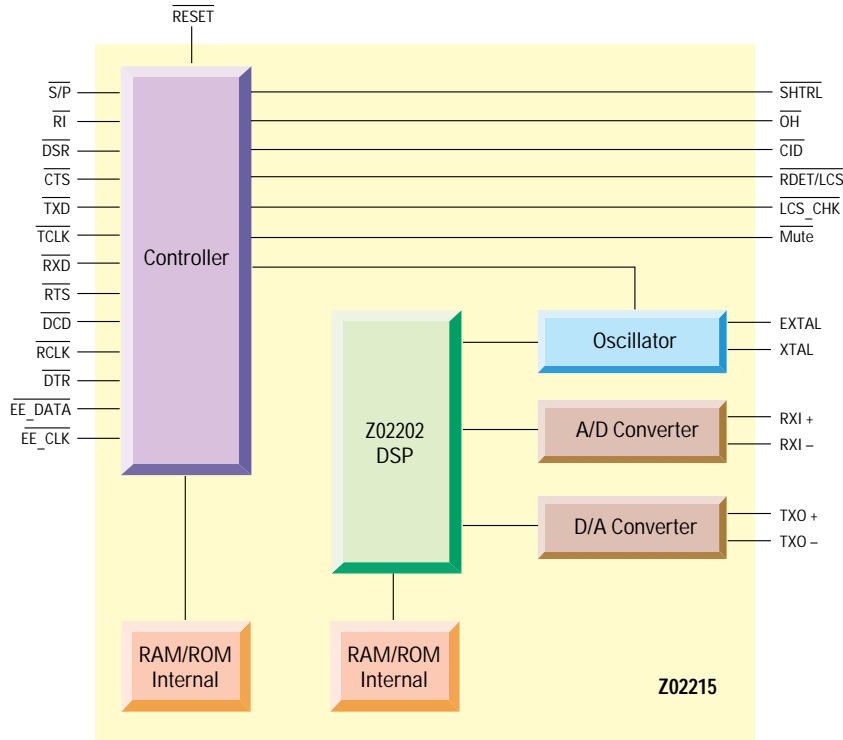 RESET
S/P
RI
DSR
CTS
TXD
TCLK
RXD
RTS
DCD
RCLK
DTR
EE_DATA
EE_CLK
Controller
SHTRL
OH
CID
RDET/LCS
LCS_CHK
Mute
Z02202
DSP
Oscillator
EXTAL
XTAL
A/D Converter
RXI +
RXI –
D/A Converter
TXO +
TXO –
RAM/ROM
Internal
RAM/ROM
Internal
Z02215